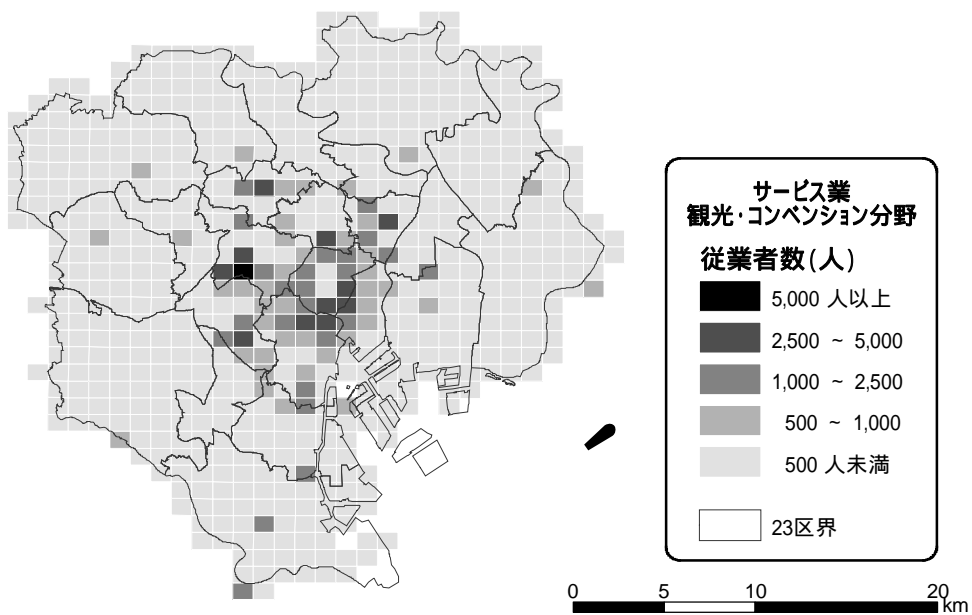 サービス業
観光・コンベンション分野
従業者数(人)
5,000 人以上
2,500 ~ 5,000
1,000 ~ 2,500
500 ~ 1,000
500 人未満
23区界
0 5 10 20
km